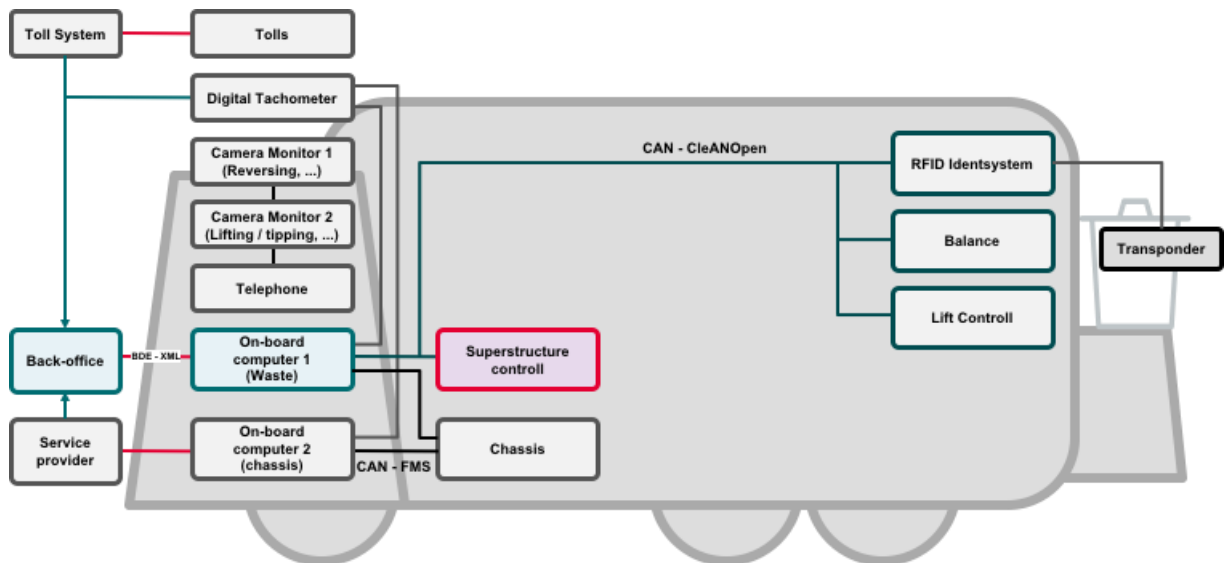 Toll System
Tolls
Digital Tachometer
Camera Monitor 1
(Reversing, ...)
CAN - CleANOpen
RFID Identsystem
Camera Monitor 2
(Lifting / tipping, ...)
Balance
Transponder
Telephone
Lift Controll
Back-office
BDE - XML
On-board
computer 1
(Waste)
Superstructure
controll
Service
provider
On-board
computer 2
(chassis)
CAN - FMS
Chassis